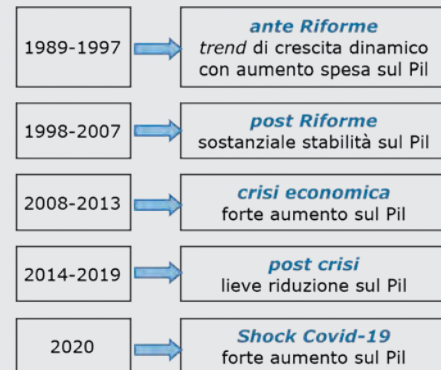 1989-1997
ante Riforme
trend di crescita dinamico
con aumento spesa sul Pil
1998-2007
post Riforme
sostanziale stabilità sul Pil
2008-2013
crisi economica
forte aumento sul Pil
2014-2019
post crisi
lieve riduzione sul Pil
2020
Shock Covid-19
forte aumento sul Pil